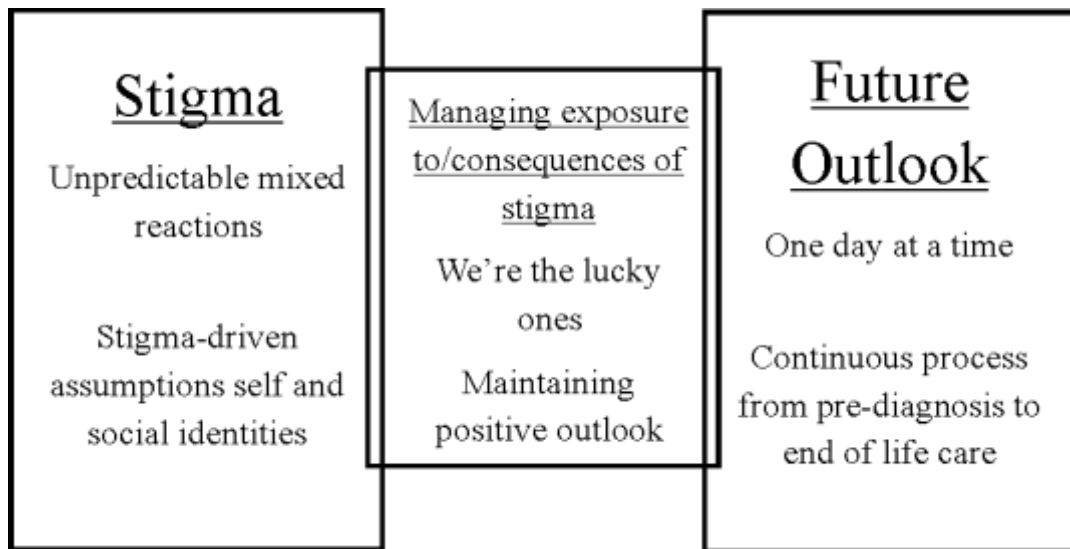 Stigma
Unpredictable mixed
reactions
Stigma-driven
assumptions self and
social identities
Managing exposure
to/consequences of
stigma
We're the lucky
ones
Maintaining
positive outlook
Future
Outlook
One day at a time
Continuous process
from pre-diagnosis to
end of life care